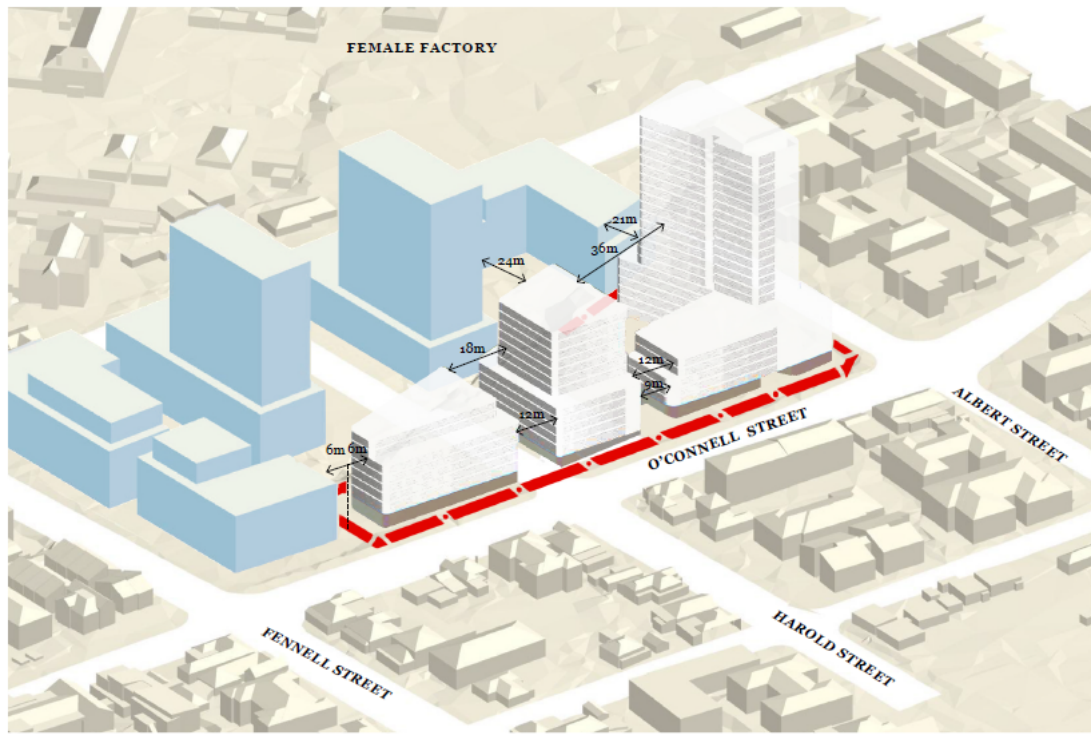 FEMALE FACTORY
21m
36m
24m
18m
12m
9m
12m
6m 6m
O'CONNELL STREET
ALBERT STREET
HAROLD STREET
FENNELL STREET